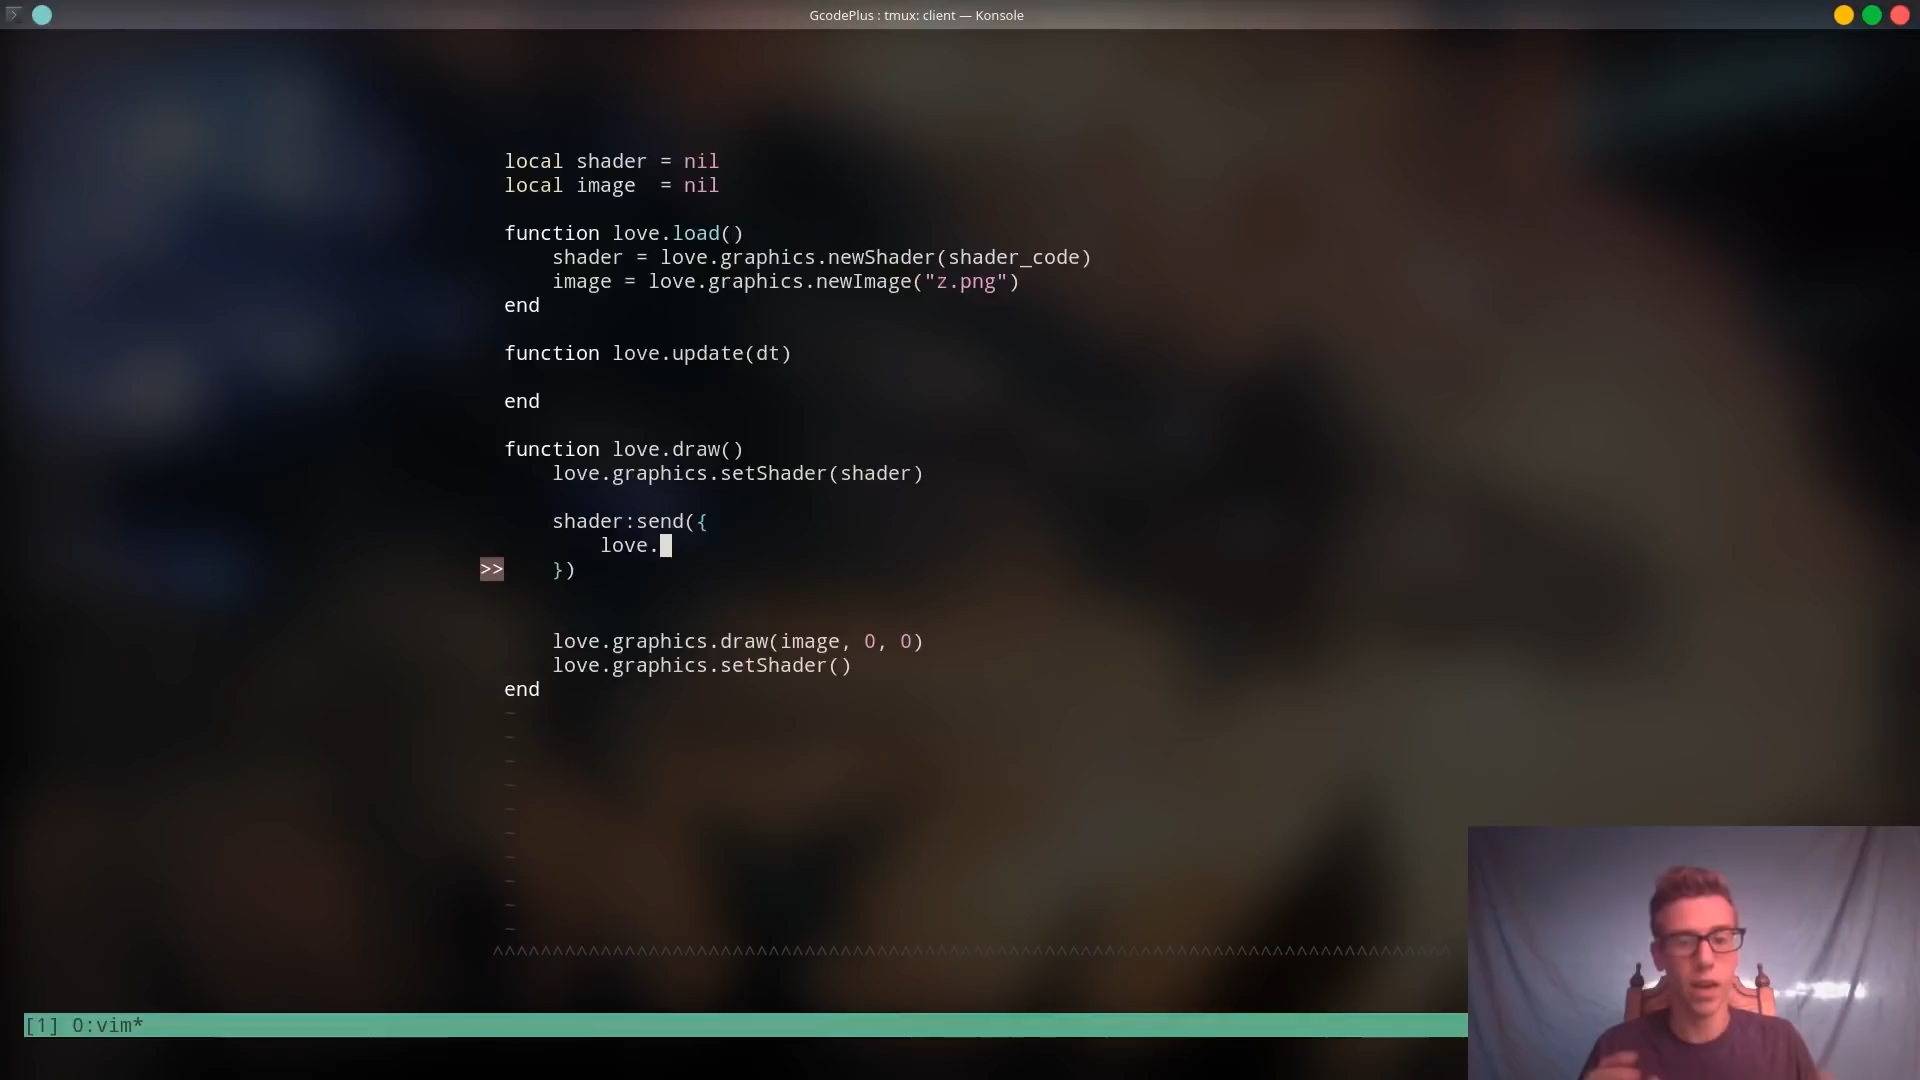 GcodePlus : tmux: client — Konsole
local shader = nil
local image  = nil
function love.load()
    shader = love.graphics.newShader(shader_code)
    image = love.graphics.newImage("z.png")
end
function love.update(dt)
end
function love.draw()
    love.graphics.setShader(shader)
    shader:send({
        love.
>>    })
    love.graphics.draw(image, 0, 0)
    love.graphics.setShader()
end
~
~
~
~
~
~
~
~
~
~
^^^^^^^^^^^^^^^^^^^^^^^^^^^^^^^^^^^^^^^^^^^^^^^^^^^^^^^^^^^^^^^^^^^^^^^^^^^^^^^^
[1] 0:vim*